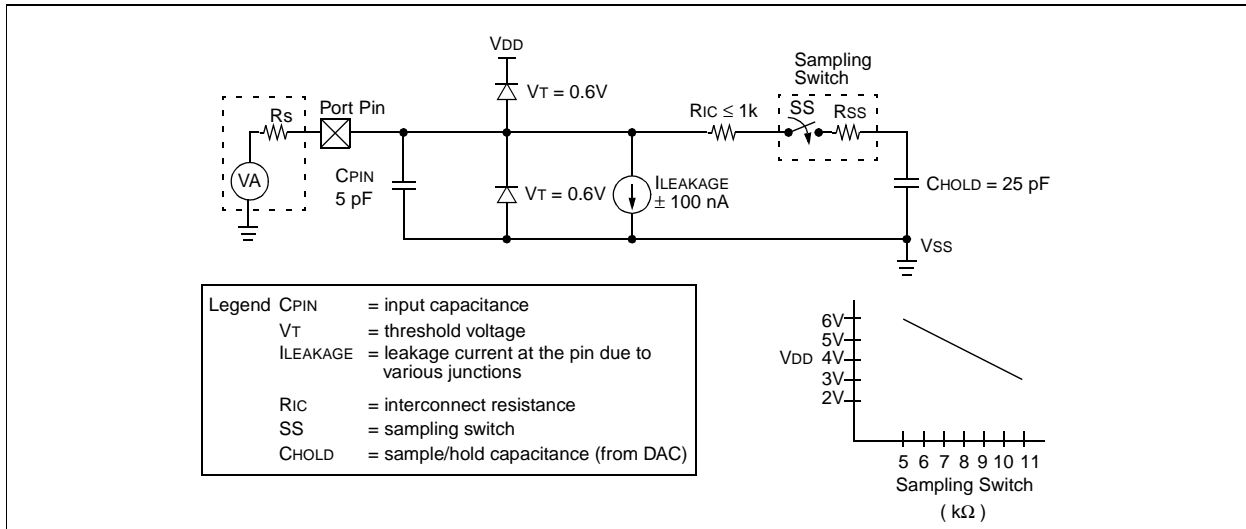 VDD
Sampling
Switch
VT = 0.6V
RIC ≤ 1k
SS
RSS
Rs
Port Pin
VA
CPIN
5 pF
VT = 0.6V
ILEAKAGE
± 100 nA
CHOLD = 25 pF
VSS
Legend CPIN = input capacitance
VT = threshold voltage
ILEAKAGE = leakage current at the pin due to
various junctions
RIC = interconnect resistance
SS = sampling switch
CHOLD = sample/hold capacitance (from DAC)
6V
5V
VDD 4V
3V
2V
5 6 7 8 9 10 11
Sampling Switch
( kΩ )